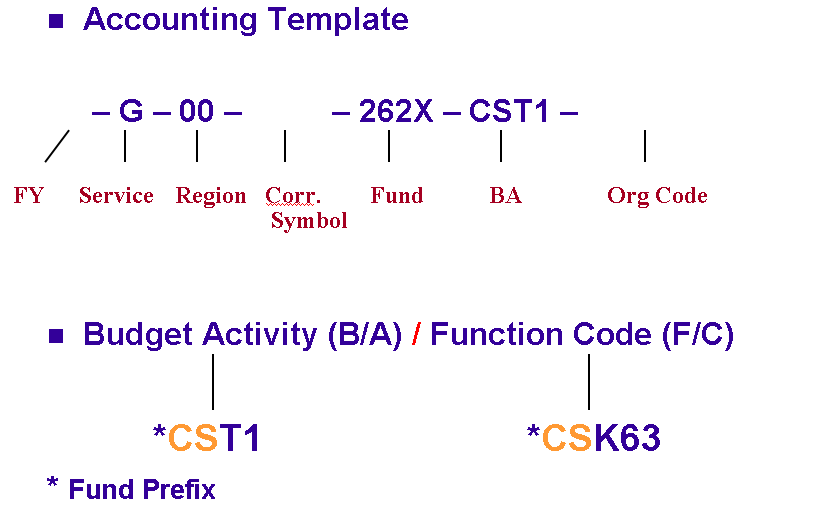 Accounting Template
– G – 00 – – 262X – CST1 –
FY Service Region Corr. Fund BA Org Code
Symbol
Budget Activity (B/A) / Function Code (F/C)
*CST1 *CSK63
* Fund Prefix